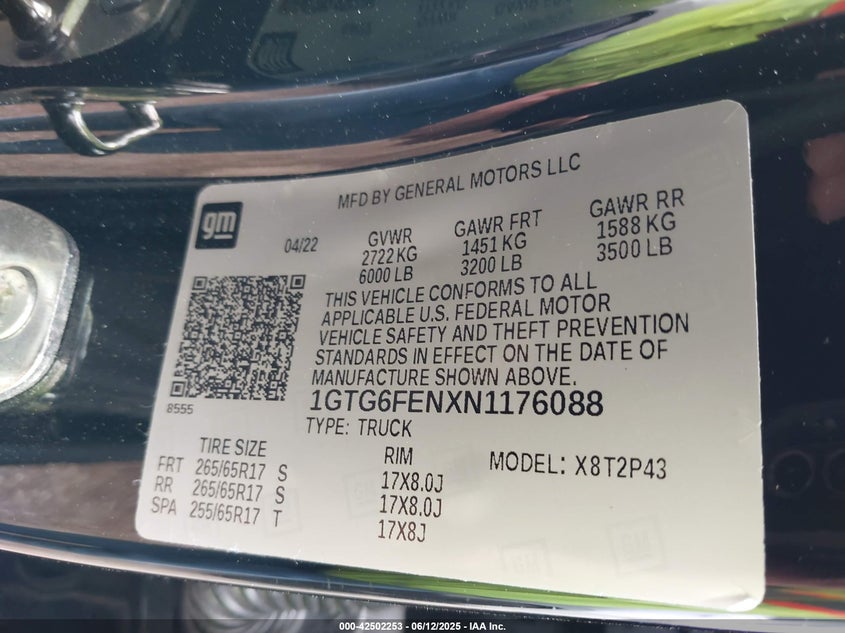 MFD BY GENERAL MOTORS LLC
gm
04/22
GVWR
2722 KG
6000 LB
GAWR FRT
1451 KG
3200 LB
GAWR RR
1588 KG
3500 LB
THIS VEHICLE CONFORMS TO ALL
APPLICABLE U.S. FEDERAL MOTOR
VEHICLE SAFETY AND THEFT PREVENTION
STANDARDS IN EFFECT ON THE DATE OF
MANUFACTURE SHOWN ABOVE.
8555
1GTG6FENXN1176088
TYPE: TRUCK
MODEL: X8T2P43
TIRE SIZE RIM
FRT 265/65R17 S 17X8.0J
RR 265/65R17 S 17X8.0J
SPA 255/65R17 T 17X8J
000-42502253 - 06/12/2025 - IAA Inc.